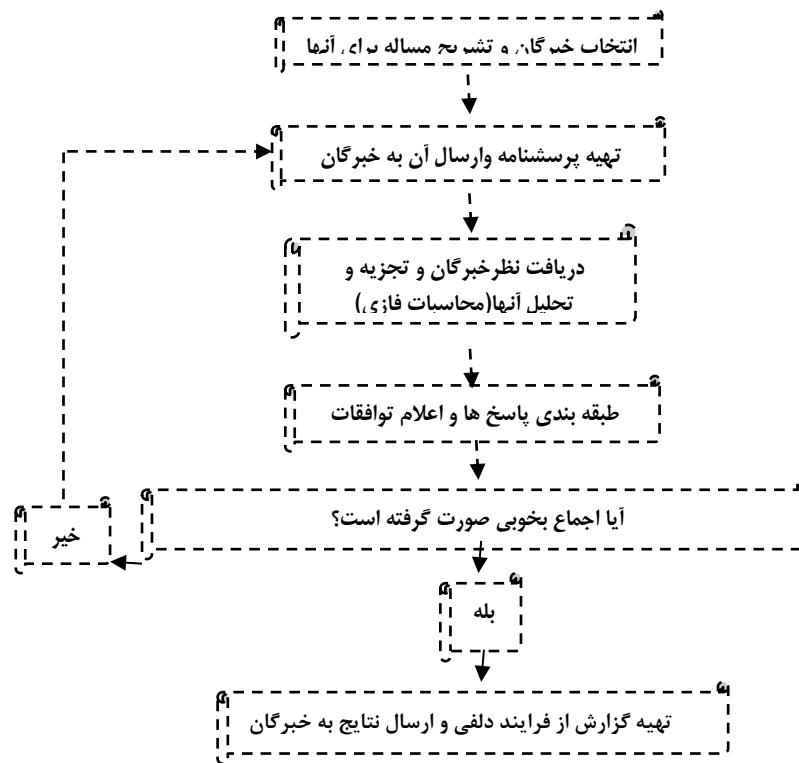 انتخاب خبرگان و تشریح مساله برای آنها
تهیه پرسشنامه وارسال آن به خبرگان
دریافت نظرخبرگان و تجزیه و
تحلیل آنها(محاسبات فازی)
طبقه بندی پاسخ ها و اعلام توافقات
آیا اجماع بخوبی صورت گرفته است؟
خیر
بله
تهیه گزارش از فرایند دلفی و ارسال نتایج به خبرگان